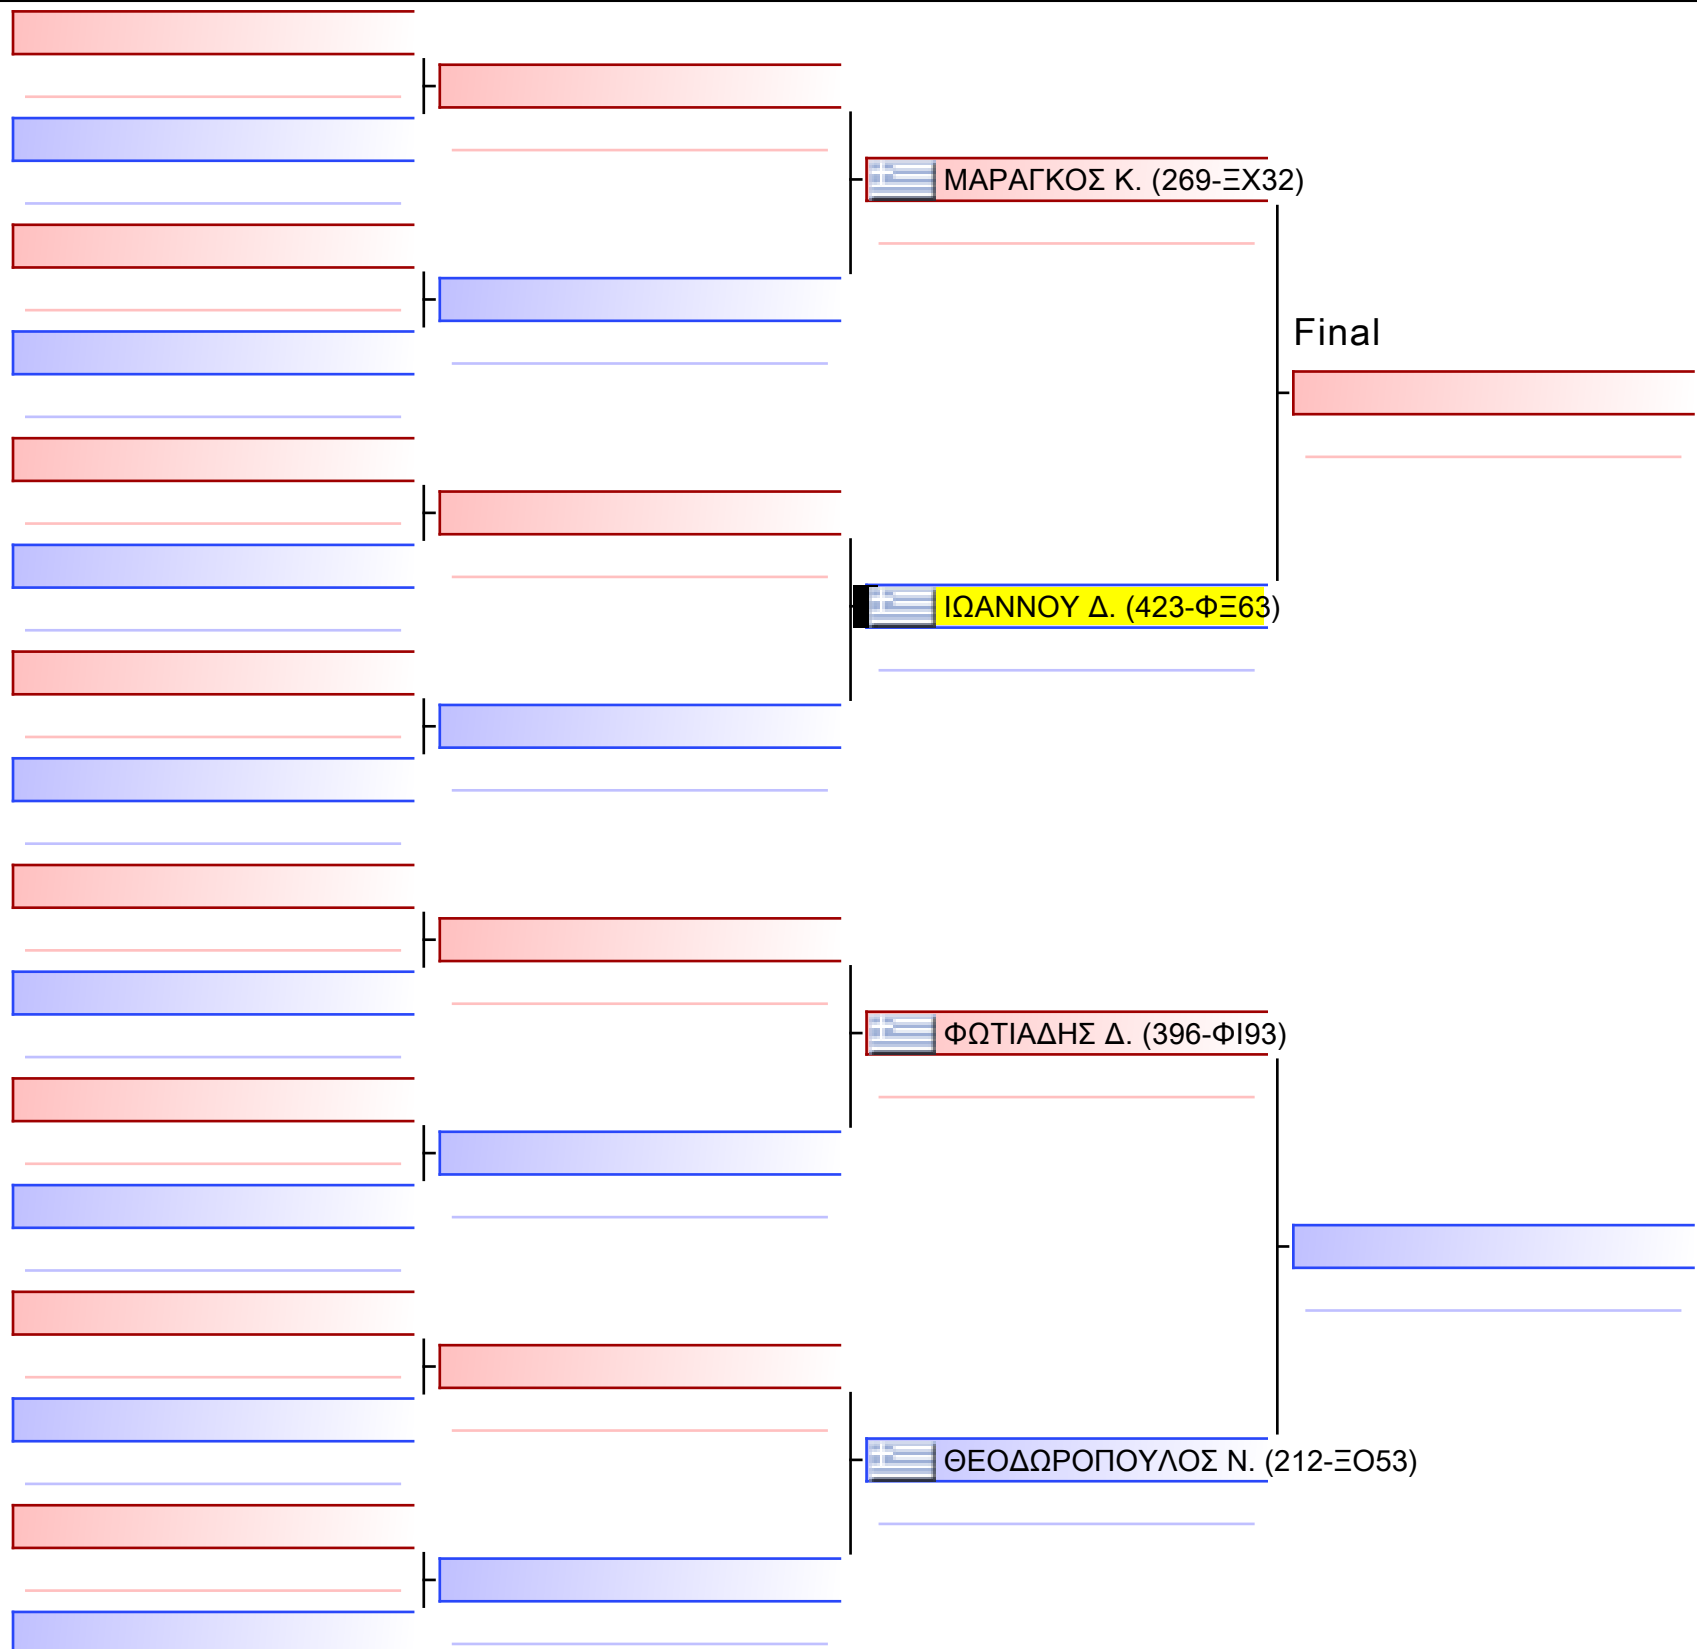 ΜΑΡΑΓΚΟΣ Κ. (269-ΞΧ32)
Final
ΙΩΑΝΝΟΥ Δ. (423-ΦΞ63)
ΦΩΤΙΑΔΗΣ Δ. (396-ΦΙ93)
ΘΕΟΔΩΡΟΠΟΥΛΟΣ Ν. (212-ΞΟ53)